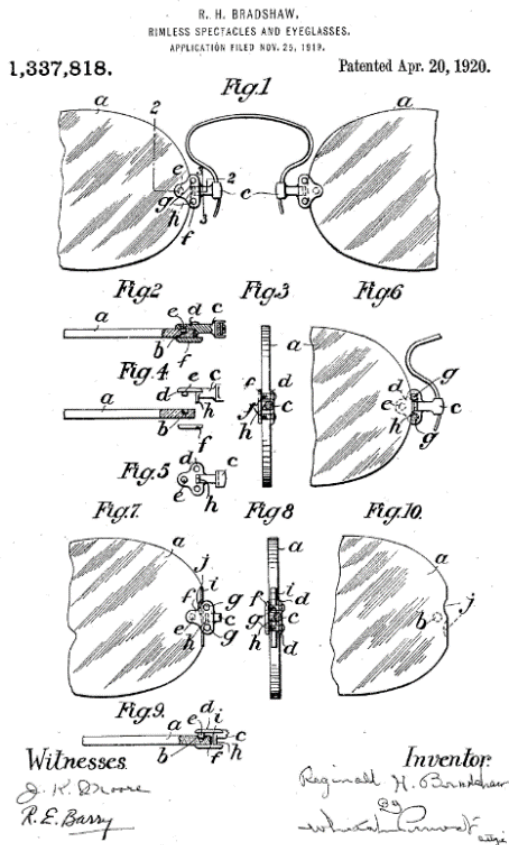 R. H. BRADSHAW.
RIMLESS SPECTACLES AND EYEGLASSES.
APPLICATION FILED NOV. 25, 1919.
1,337,818. Patented Apr. 20, 1920.
Fig.1
a a
2
e 2 c
g
h 3
f
Fig.2 Fig.3 Fig.6
a e d c
b f
a
Fig.4
d e c
h
a
b f
f d
f c
h
g
d
e c
h g
Fig.5
d c
e h
Fig.7. Fig.8 Fig.10.
a j
i
f g
e c
h g
a
i
f d
g c
h d
a
j
b
Fig.9.
a e d i c
b f h
Witnesses Inventor
J. K. Moore Reginald H. Bradshaw
R. E. Barry By